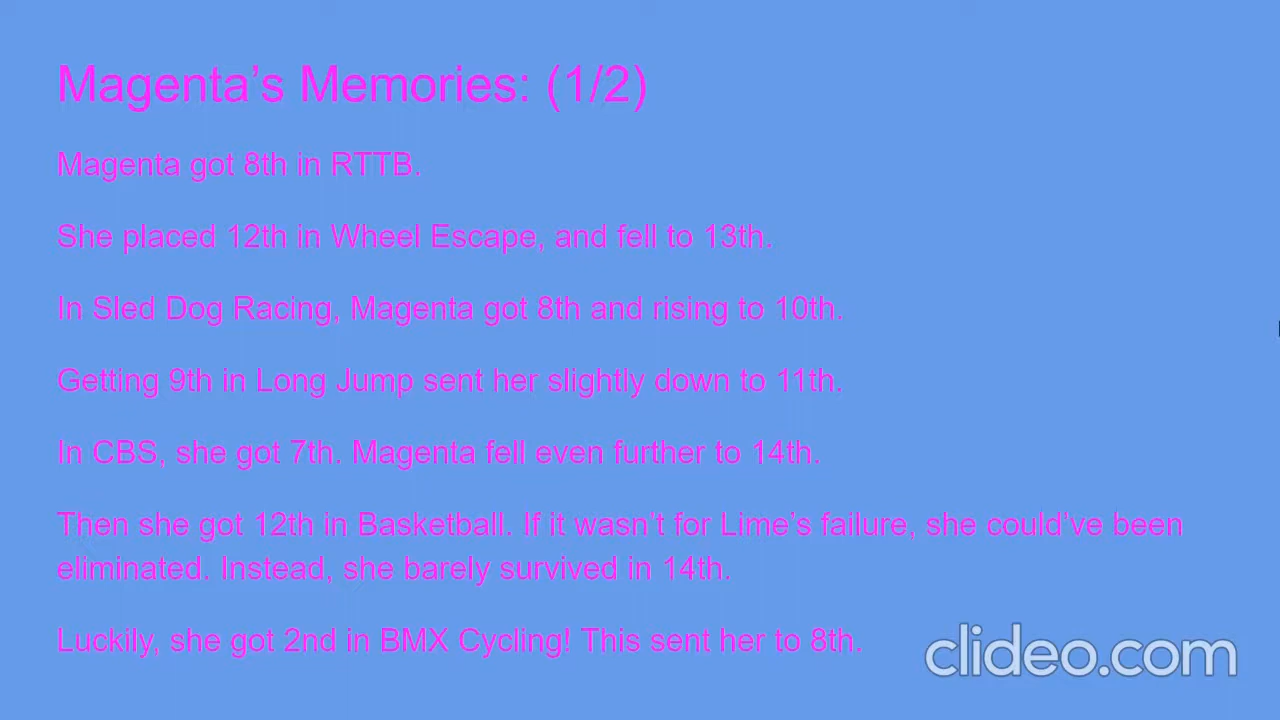 Magenta's Memories: (1/2)
Magenta got 8th in RTTB.
She placed 12th in Wheel Escape, and fell to 13th.
In Sled Dog Racing, Magenta got 8th and rising to 10th.
Getting 9th in Long Jump sent her slightly down to 11th.
In CBS, she got 7th. Magenta fell even further to 14th.
Then she got 12th in Basketball. If it wasn't for Lime's failure, she could've been
eliminated. Instead, she barely survived in 14th.
Luckily, she got 2nd in BMX Cycling! This sent her to 8th.
clideo.com